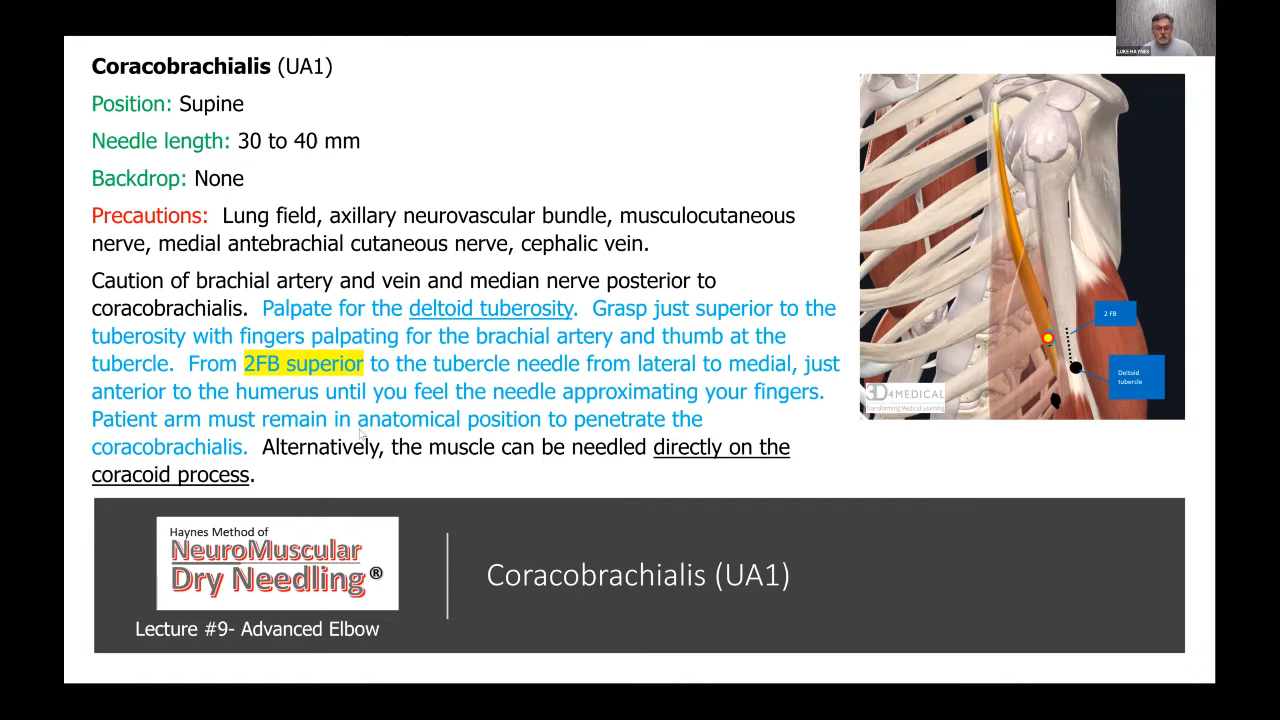 LUKE HAYNES
Coracobrachialis (UA1)
Position: Supine
Needle length: 30 to 40 mm
Backdrop: None
Precautions: Lung field, axillary neurovascular bundle, musculocutaneous
nerve, medial antebrachial cutaneous nerve, cephalic vein.
Caution of brachial artery and vein and median nerve posterior to
coracobrachialis. Palpate for the deltoid tuberosity. Grasp just superior to the
tuberosity with fingers palpating for the brachial artery and thumb at the
tubercle. From 2FB superior to the tubercle needle from lateral to medial, just
anterior to the humerus until you feel the needle approximating your fingers.
Patient arm must remain in anatomical position to penetrate the
coracobrachialis. Alternatively, the muscle can be needled directly on the
coracoid process.
2 FB
Deltoid
tubercle
3D4MEDICAL
Transforming Medical Learning
Haynes Method of
NeuroMuscular
Dry Needling®
Lecture #9- Advanced Elbow
Coracobrachialis (UA1)